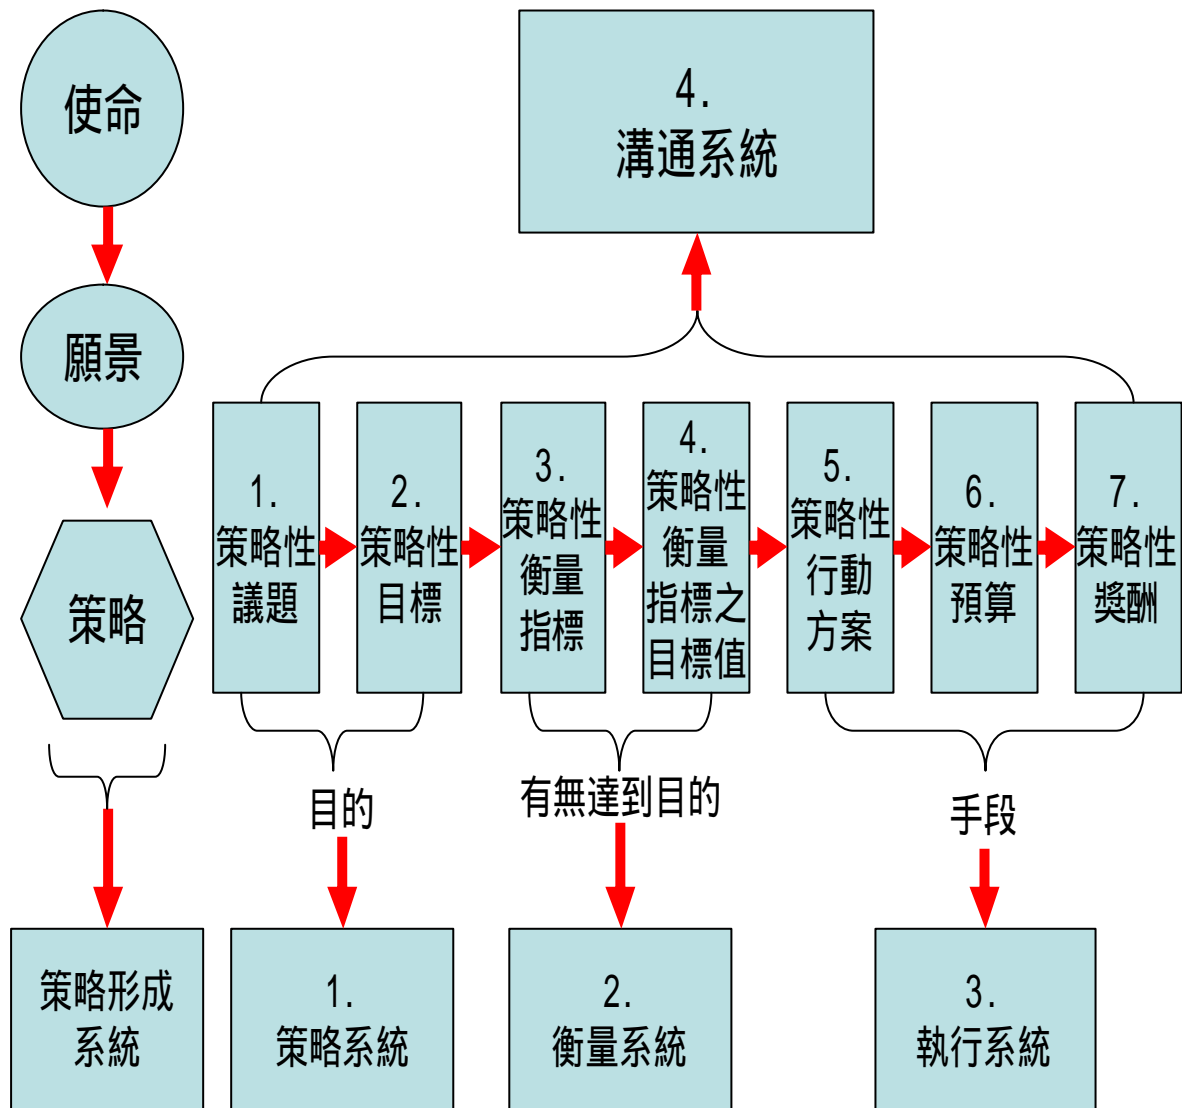 使命
願景
策略
策略形成
系統
4.
溝通系統
1.
策略性
議題
2.
策略性
目標
3.
策略性
衡量
指標
4.
策略性
衡量
指標之
目標值
5.
策略性
行動
方案
6.
策略性
預算
7.
策略性
獎酬
目的
有無達到目的
手段
1.
策略系統
2.
衡量系統
3.
執行系統